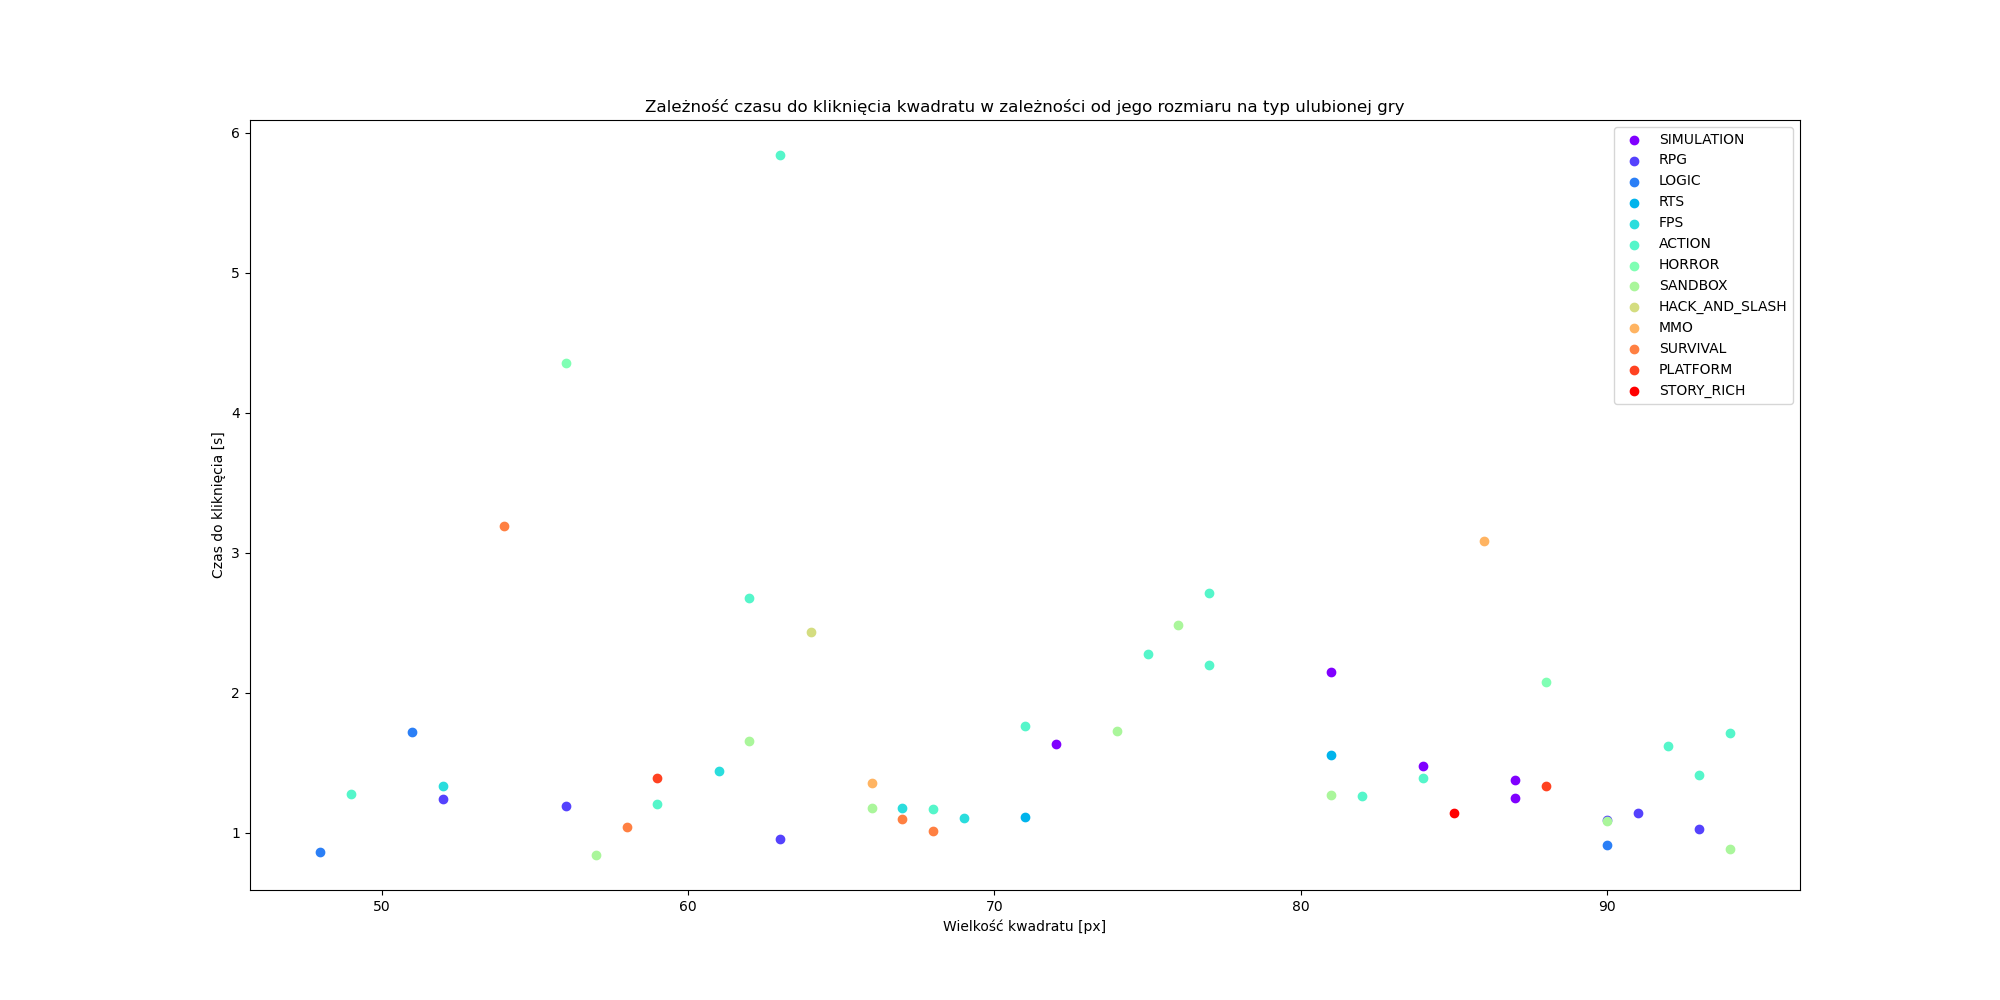 Zależność czasu do kliknięcia kwadratu w zależności od jego rozmiaru na typ ulubionej gry
6
5
4
3
2
1
Czas do kliknięcia [s]
SIMULATION
RPG
LOGIC
RTS
FPS
ACTION
HORROR
SANDBOX
HACK_AND_SLASH
MMO
SURVIVAL
PLATFORM
STORY_RICH
50 60 70 80 90
Wielkość kwadratu [px]